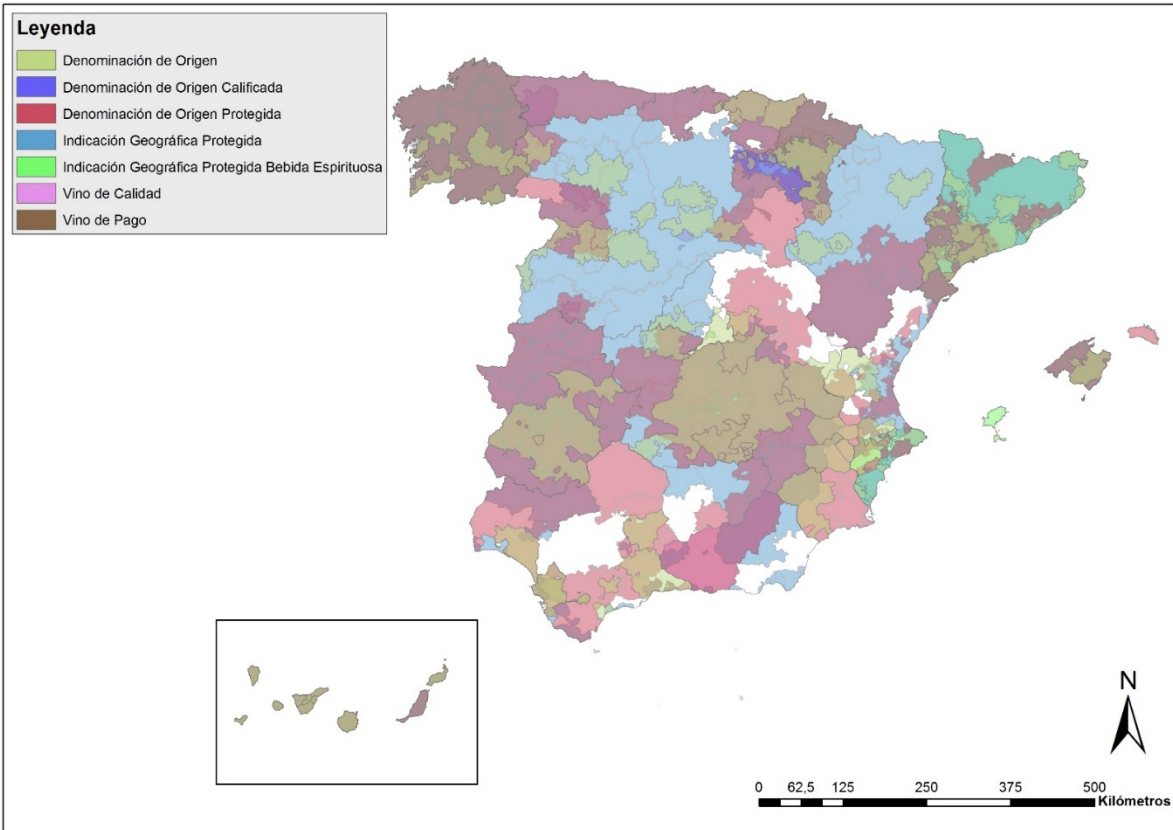 Leyenda
Denominación de Origen
Denominación de Origen Calificada
Denominación de Origen Protegida
Indicación Geográfica Protegida
Indicación Geográfica Protegida Bebida Espirituosa
Vino de Calidad
Vino de Pago
N
0 62,5 125 250 375 500
Kilómetros